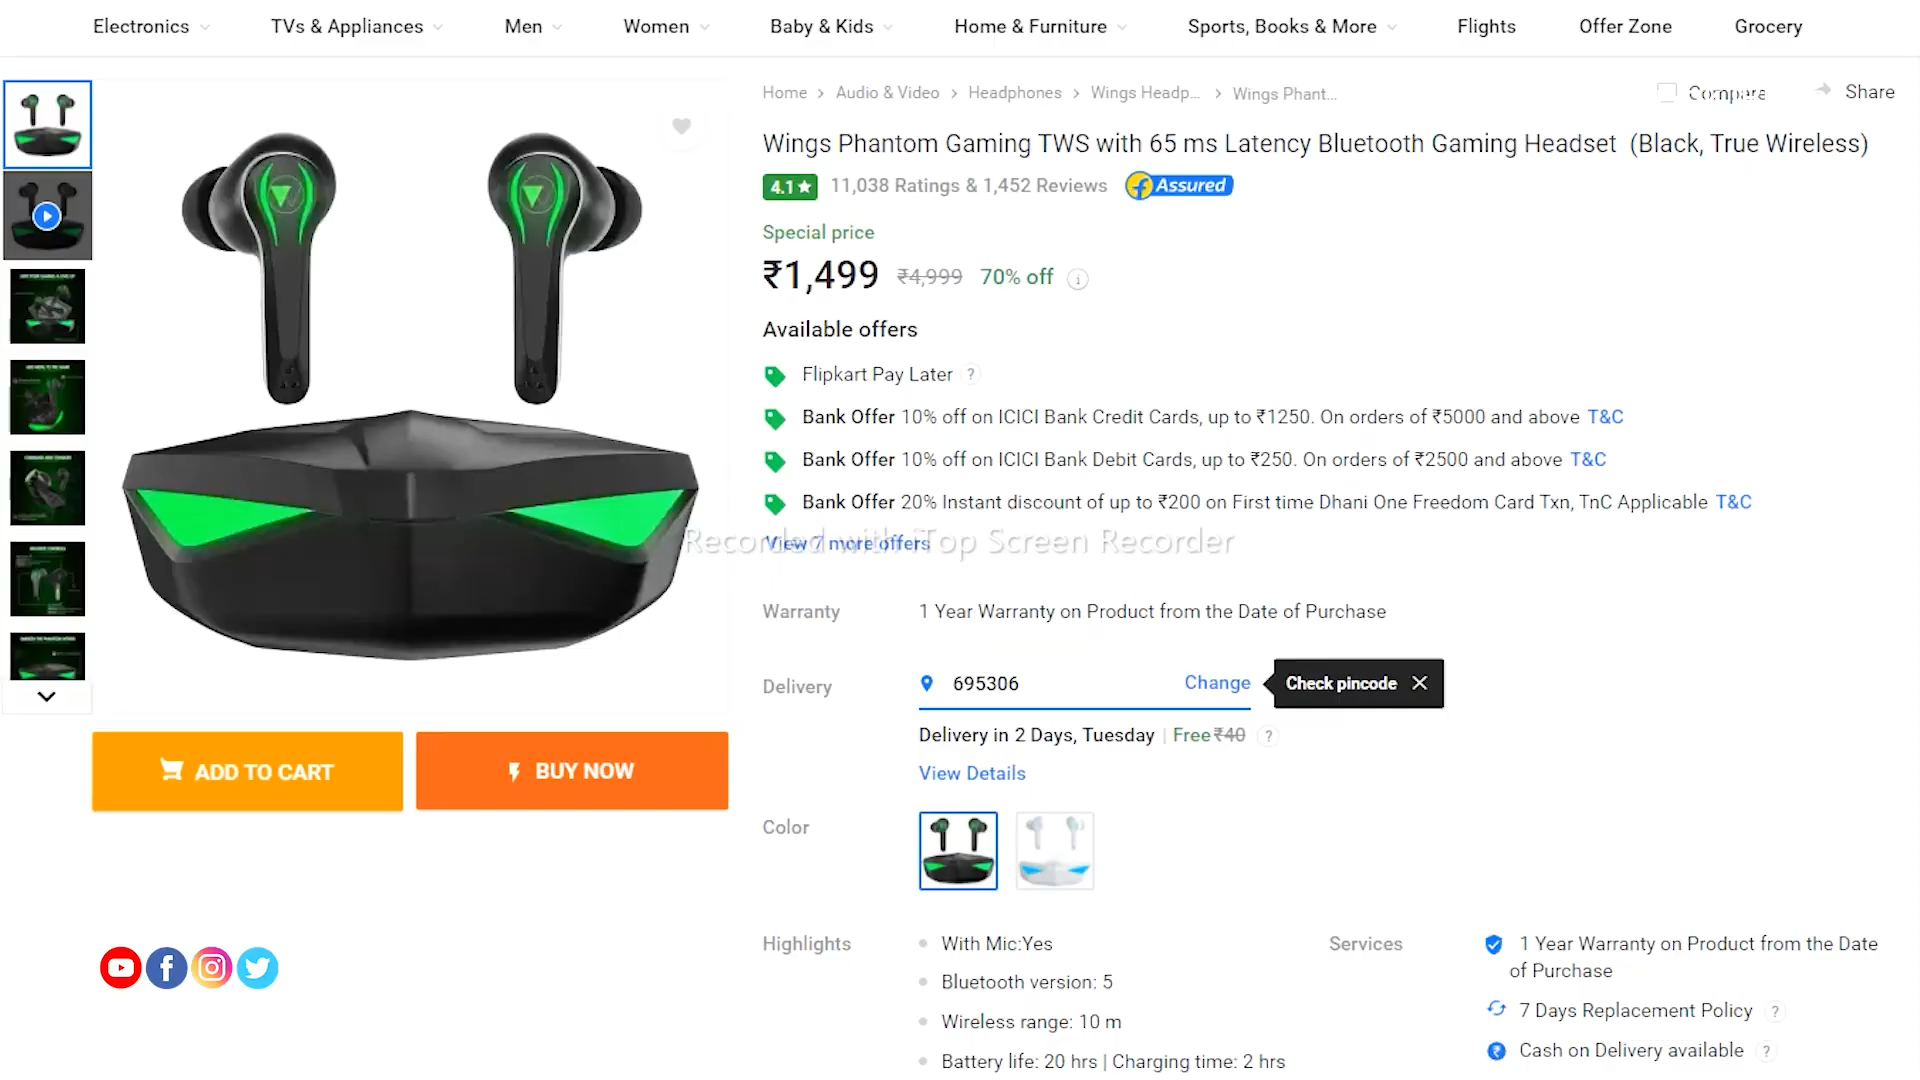 Electronics TVs & Appliances Men Women Baby & Kids Home & Furniture Sports, Books & More Flights Offer Zone Grocery
Home Audio & Video Headphones Wings Headp... Wings Phant...
Compare Share
Wings Phantom Gaming TWS with 65 ms Latency Bluetooth Gaming Headset (Black, True Wireless)
4.1 ★ 11,038 Ratings & 1,452 Reviews Assured
Special price
₹1,499 ₹4,999 70% off
Available offers
Flipkart Pay Later ?
Bank Offer 10% off on ICICI Bank Credit Cards, up to ₹1250. On orders of ₹5000 and above T&C
Bank Offer 10% off on ICICI Bank Debit Cards, up to ₹250. On orders of ₹2500 and above T&C
Bank Offer 20% Instant discount of up to ₹200 on First time Dhani One Freedom Card Txn, TnC Applicable T&C
View 7 more offers
Recorded with iTop Screen Recorder
Warranty 1 Year Warranty on Product from the Date of Purchase
Delivery 695306 Change Check pincode
Delivery in 2 Days, Tuesday | Free ₹40 ?
View Details
ADD TO CART BUY NOW
Color
Highlights
With Mic:Yes
Bluetooth version: 5
Wireless range: 10 m
Battery life: 20 hrs | Charging time: 2 hrs
Services
1 Year Warranty on Product from the Date
of Purchase
7 Days Replacement Policy ?
Cash on Delivery available ?